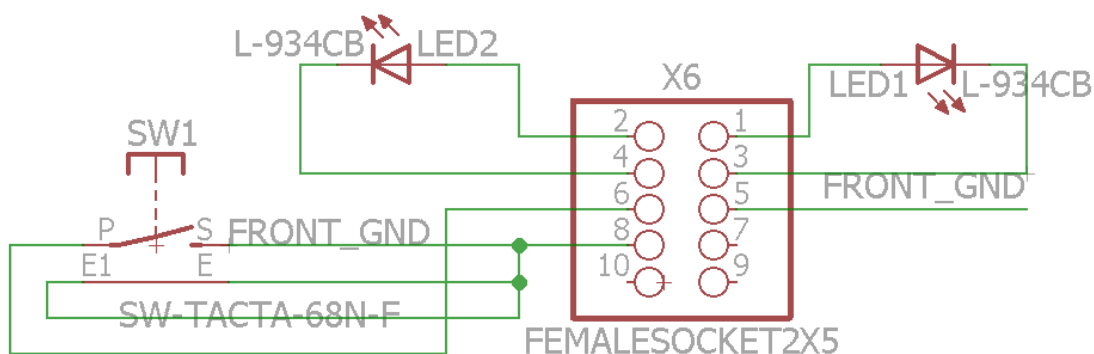 L-934CB LED2
X6
LED1 L-934CB
SW1
2 1
4 3
6 5 FRONT_GND
P S FRONT_GND 8 7
E1 E 10 9
SW-TACTA-68N-F
FEMALESOCKET2X5